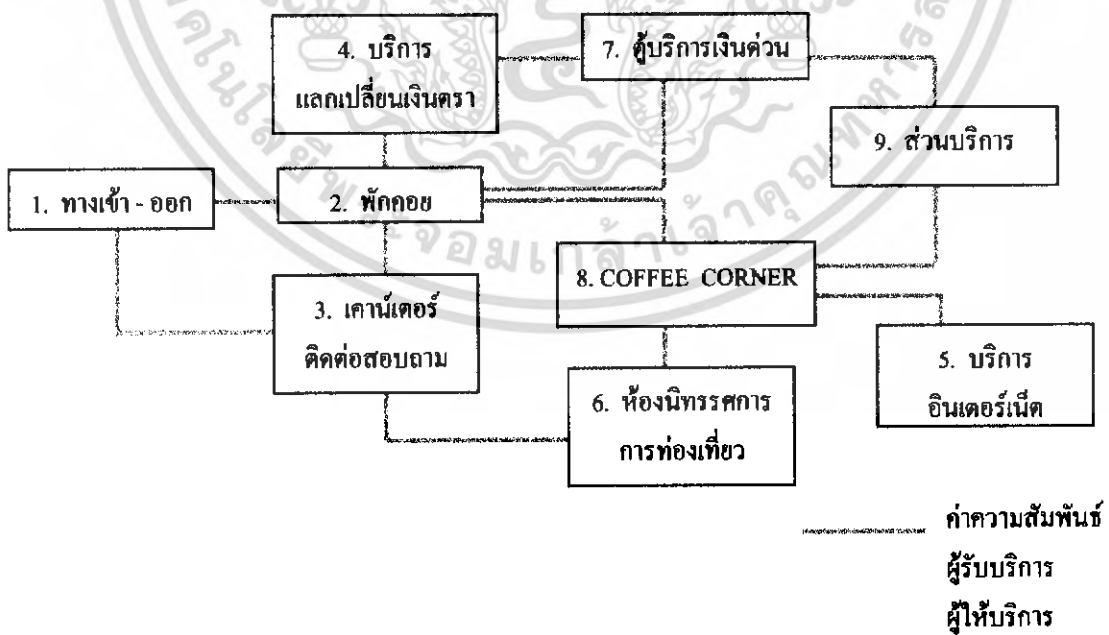 4. บริการ
แลกเปลี่ยนเงินตรา
7. ตู้บริการเงินด่วน
9. ส่วนบริการ
1. ทางเข้า - ออก
2. พักคอย
8. COFFEE CORNER
3. เคาน์เตอร์
ติดต่อสอบถาม
5. บริการ
อินเตอร์เน็ต
6. ห้องนิทรรศการ
การท่องเที่ยว
ค่าความสัมพันธ์
ผู้รับบริการ
ผู้ให้บริการ